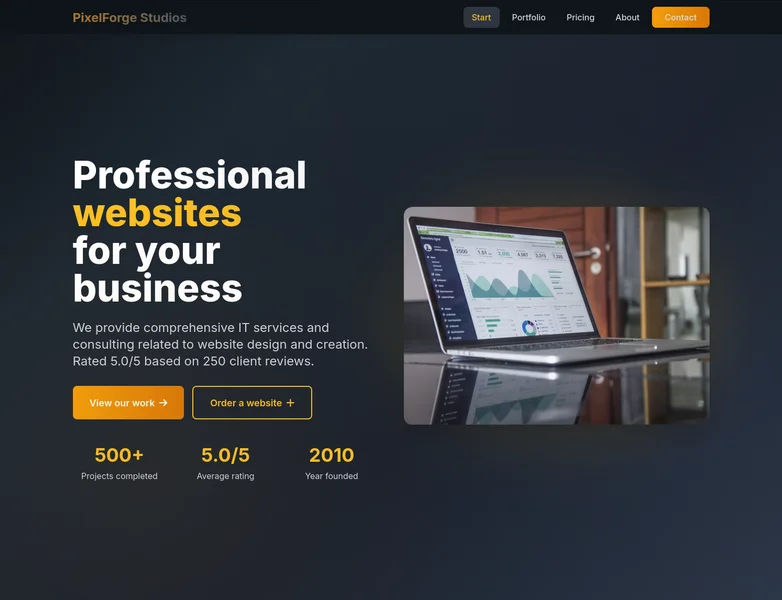 PixelForge Studios
Start
Portfolio
Pricing
About
Contact
Professional
websites
for your
business
We provide comprehensive IT services and
consulting related to website design and creation.
Rated 5.0/5 based on 250 client reviews.
View our work →
Order a website +
500+
5.0/5
2010
Projects completed
Average rating
Year founded